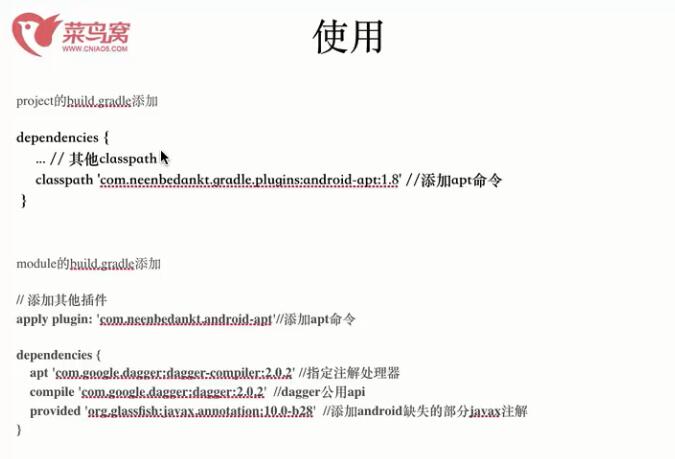 菜鸟窝
WWW.CNIAO5.COM
使用
project的build.gradle添加
dependencies {
... // 其他classpath
classpath 'com.neenbedankt.gradle.plugins:android-apt:1.8' //添加apt命令
}
module的build.gradle添加
// 添加其他插件
apply plugin: 'com.neenbedankt.android-apt'//添加apt命令
dependencies {
apt 'com.google.dagger:dagger-compiler:2.0.2' //指定注解处理器
compile 'com.google.dagger:dagger:2.0.2' //dagger公用api
provided 'org.glassfish:javax.annotation:10.0-b28' //添加android缺失的部分javax注解
}